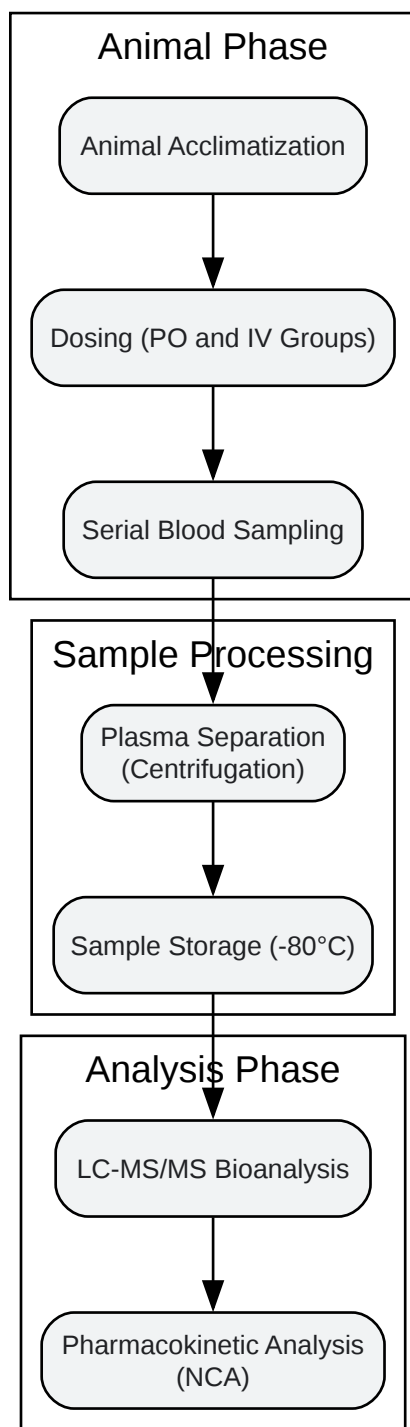 Animal Phase
Animal Acclimatization
Dosing (PO and IV Groups)
Serial Blood Sampling
Sample Processing
Plasma Separation
(Centrifugation)
Sample Storage (-80°C)
Analysis Phase
LC-MS/MS Bioanalysis
Pharmacokinetic Analysis
(NCA)